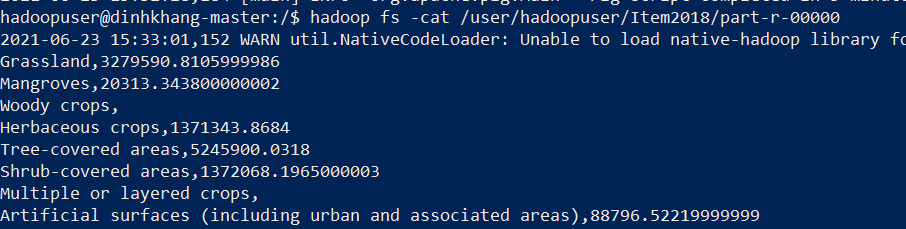 hadoopuser@dinhkhang-master:/$ hadoop fs -cat /user/hadoopuser/Item2018/part-r-00000
2021-06-23 15:33:01,152 WARN util.NativeCodeLoader: Unable to load native-hadoop library fo
Grassland,3279590.8105999986
Mangroves,20313.343800000002
Woody crops,
Herbaceous crops,1371343.8684
Tree-covered areas,5245900.0318
Shrub-covered areas,1372068.1965000003
Multiple or layered crops,
Artificial surfaces (including urban and associated areas),88796.52219999999